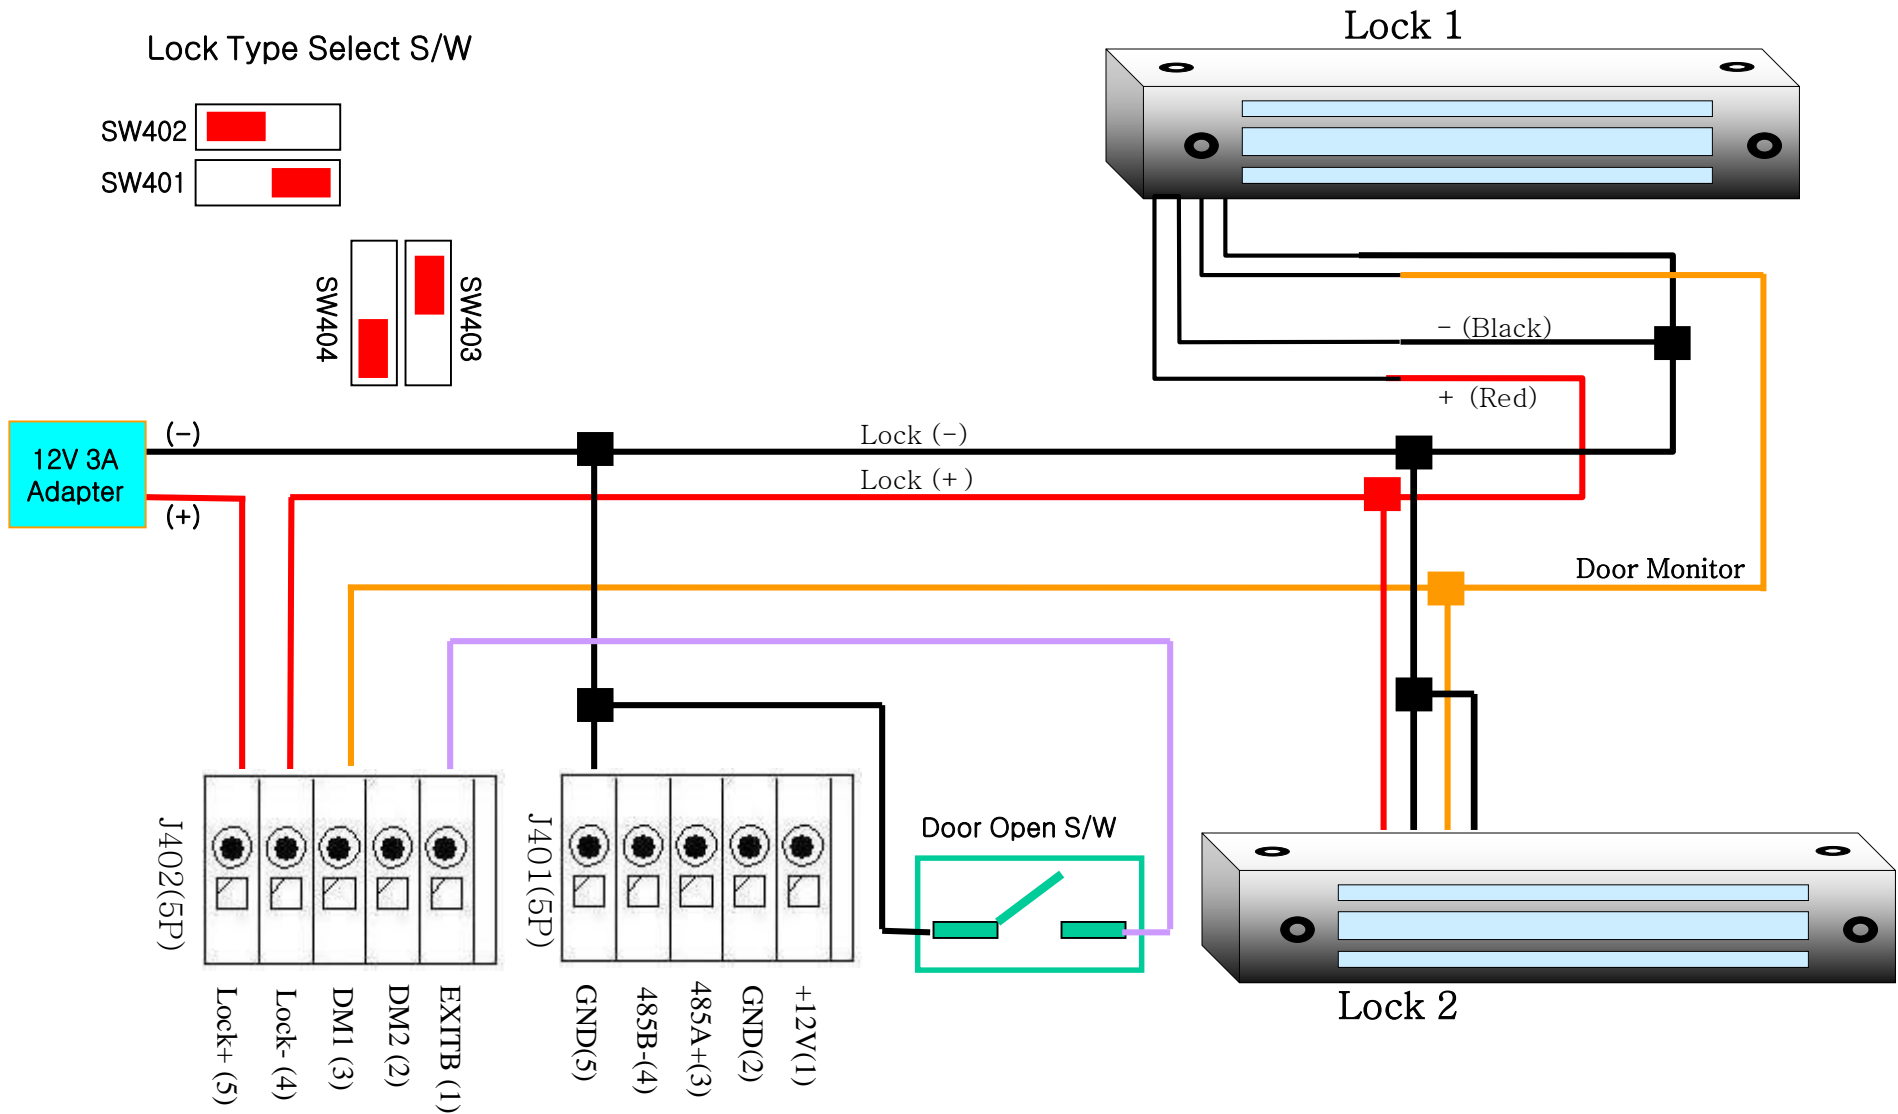 Lock 1
Lock Type Select S/W
SW402
SW401
SW404
SW403
- (Black)
+ (Red)
(-)
Lock (-)
12V 3A
Adapter
Lock (+)
(+)
Door Monitor
J402(5P)
J401(5P)
Door Open S/W
Lock+ (5)
Lock- (4)
DM1 (3)
DM2 (2)
EXITB (1)
GND(5)
485B-(4)
485A+(3)
GND(2)
+12V(1)
Lock 2